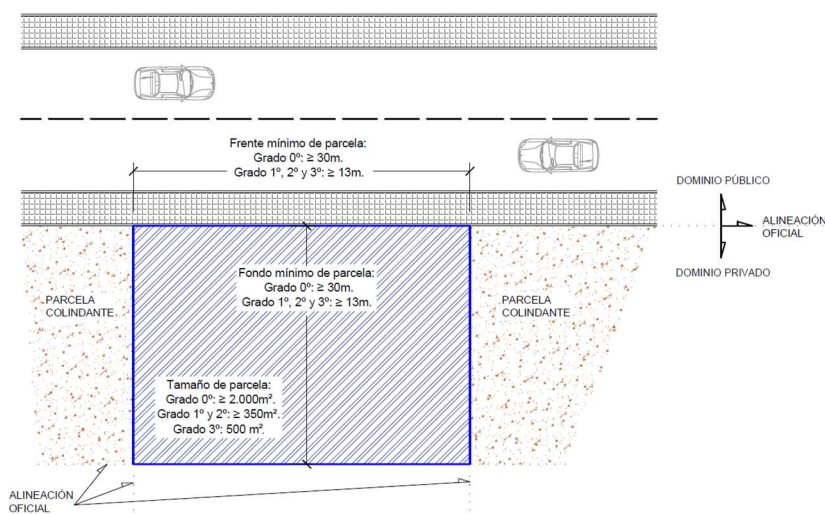 Frente mínimo de parcela:
Grado 0º: ≥ 30m.
Grado 1º, 2º y 3º: ≥ 13m.
DOMINIO PÚBLICO
ALINEACIÓN
OFICIAL
DOMINIO PRIVADO
Fondo mínimo de parcela:
Grado 0º: ≥ 30m.
Grado 1º, 2º y 3º: ≥ 13m.
PARCELA
COLINDANTE
PARCELA
COLINDANTE
Tamaño de parcela:
Grado 0º: ≥ 2.000m².
Grado 1º y 2º: ≥ 350m².
Grado 3º: 500 m².
ALINEACIÓN
OFICIAL